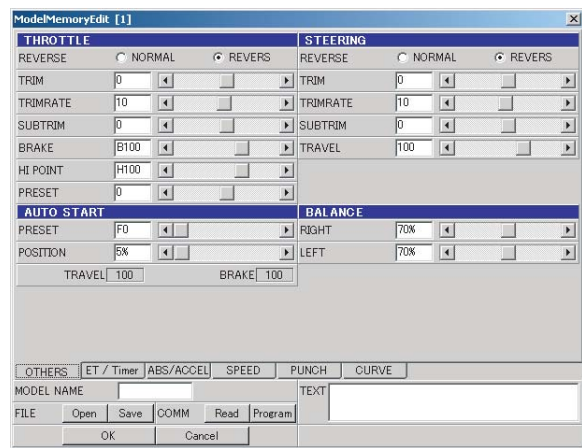 ModelMemoryEdit [1]
THROTTLE
REVERSE NORMAL REVERS
TRIM 0
TRIMRATE 10
SUBTRIM 0
BRAKE B100
HI POINT H100
PRESET 0
STEERING
REVERSE NORMAL REVERS
TRIM 0
TRIMRATE 10
SUBTRIM 0
TRAVEL 100
AUTO START
PRESET F0
POSITION 5%
TRAVEL 100 BRAKE 100
BALANCE
RIGHT 70%
LEFT 70%
OTHERS ET / Timer ABS/ACCEL SPEED PUNCH CURVE
MODEL NAME
FILE Open Save COMM Read Program
OK Cancel
TEXT